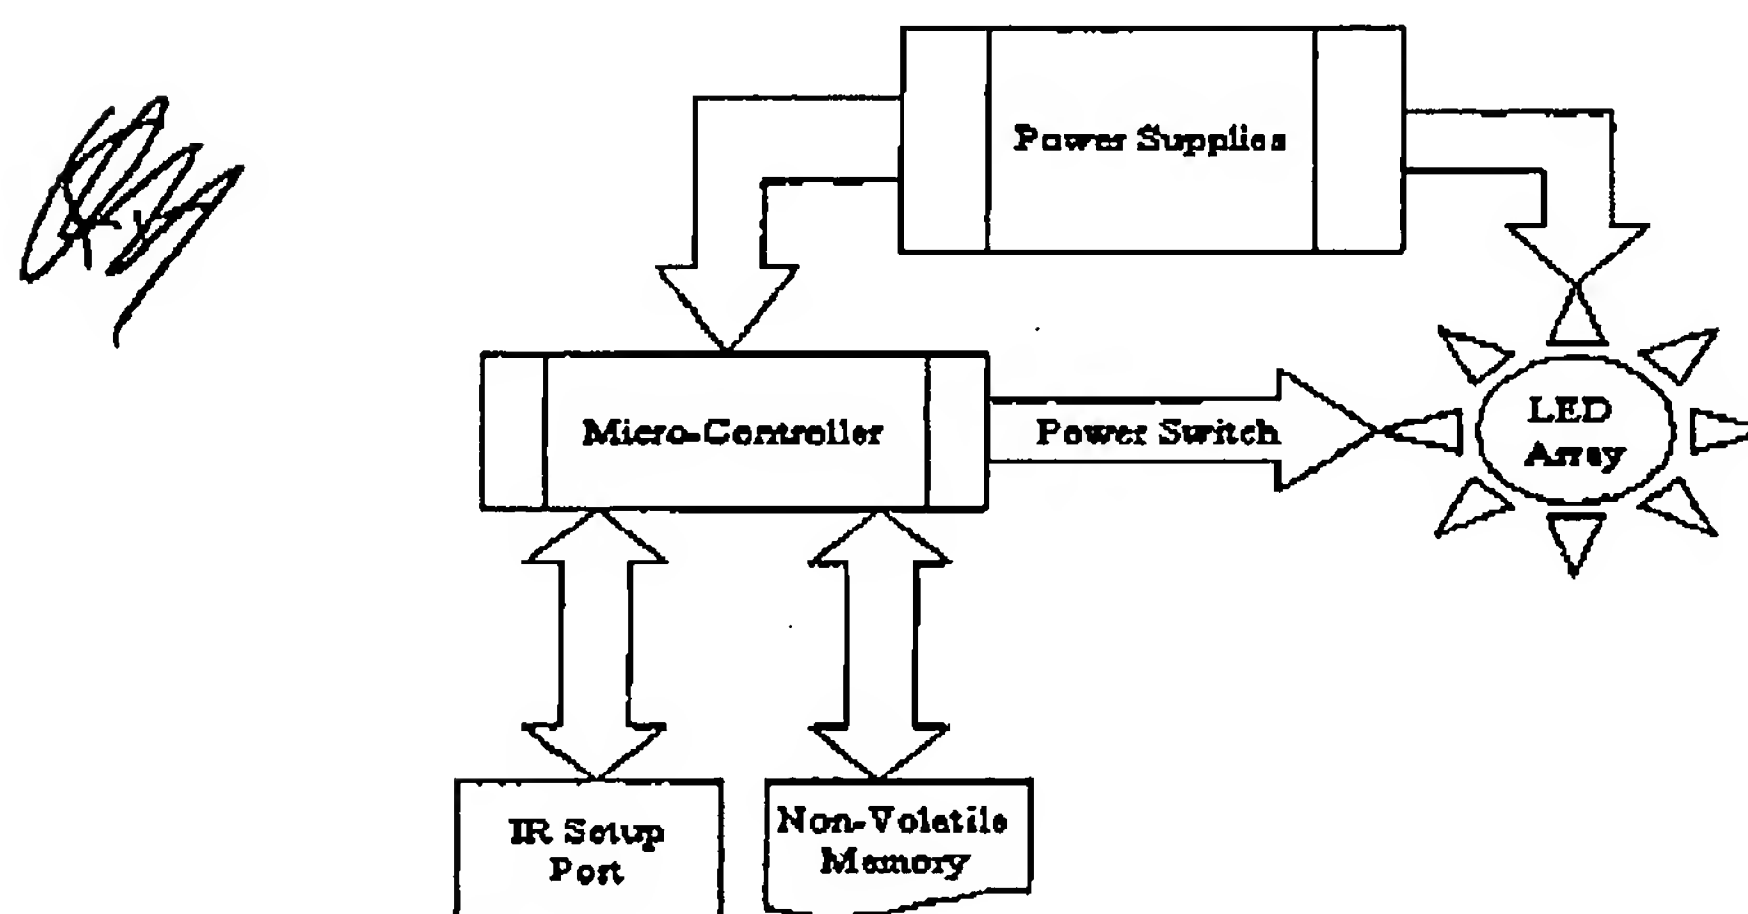 Power Supplies
Micro-Controller
Power Switch
LED
Array
IR Setup
Port
Non-Volatile
Memory